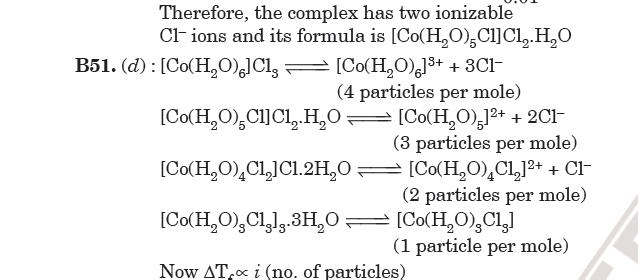 Therefore, the complex has two ionizable
Cl⁻ ions and its formula is [Co(H₂O)₅Cl]Cl₂.H₂O
B51. (d) : [Co(H₂O)₆]Cl₃ ⇌ [Co(H₂O)₆]³⁺ + 3Cl⁻
(4 particles per mole)
[Co(H₂O)₅Cl]Cl₂.H₂O ⇌ [Co(H₂O)₅]²⁺ + 2Cl⁻
(3 particles per mole)
[Co(H₂O)₄Cl₂]Cl.2H₂O ⇌ [Co(H₂O)₄Cl₂]²⁺ + Cl⁻
(2 particles per mole)
[Co(H₂O)₃Cl₃]₃.3H₂O ⇌ [Co(H₂O)₃Cl₃]
(1 particle per mole)
Now ΔT_f ∝ i (no. of particles)